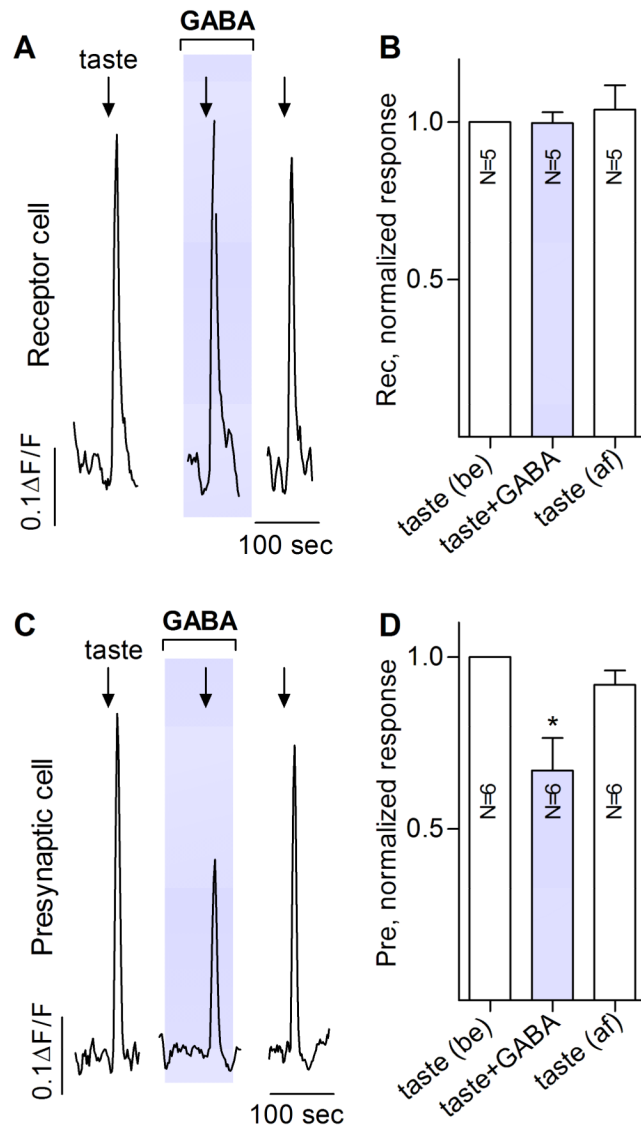 A
GABA
taste
Receptor cell
0.1ΔF/F
100 sec
B
Rec, normalized response
1.0
0.5
N=5
N=5
N=5
taste (be)
taste+GABA
taste (af)
C
GABA
taste
Presynaptic cell
0.1ΔF/F
100 sec
D
Pre, normalized response
1.0
0.5
*
N=6
N=6
N=6
taste (be)
taste+GABA
taste (af)